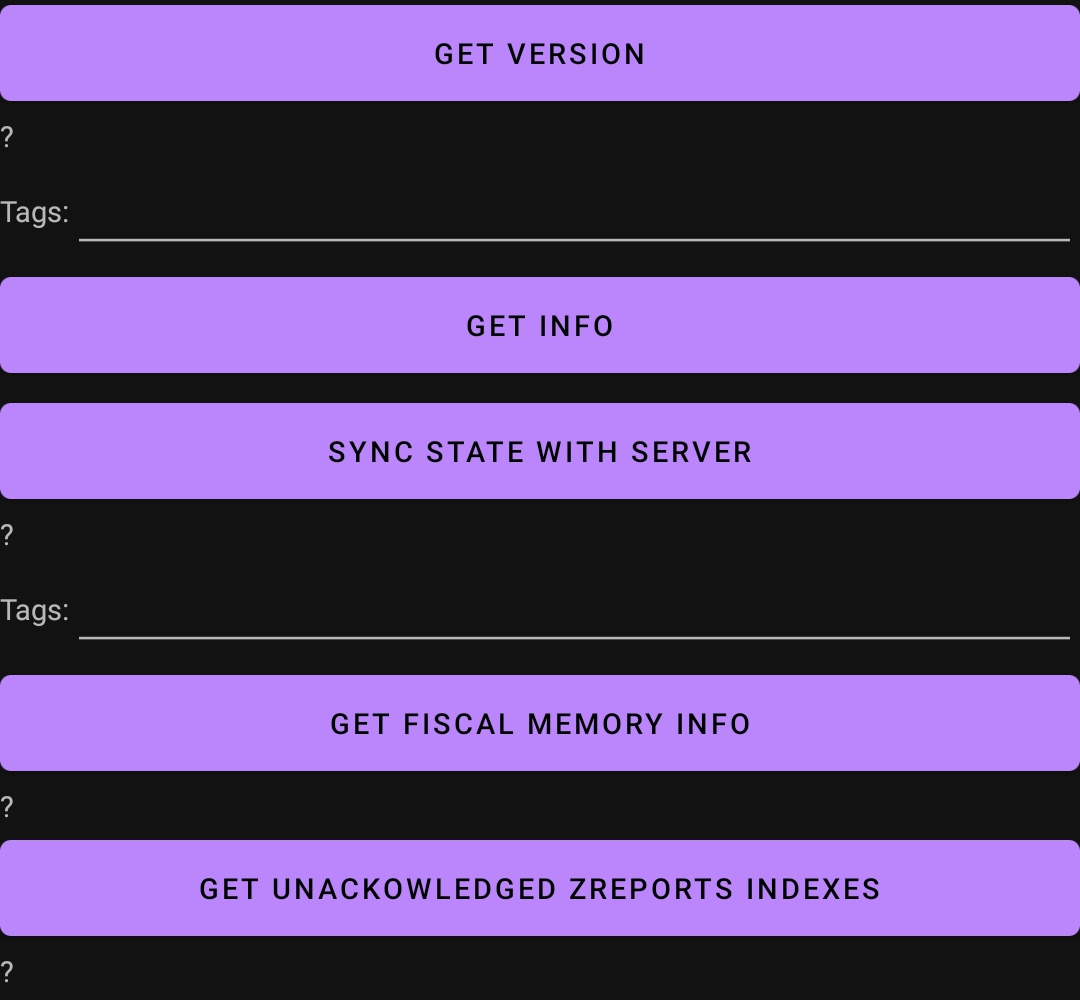 GET VERSION
?
Tags:
GET INFO
SYNC STATE WITH SERVER
?
Tags:
GET FISCAL MEMORY INFO
?
GET UNACKOWLEDGED ZREPORTS INDEXES
?